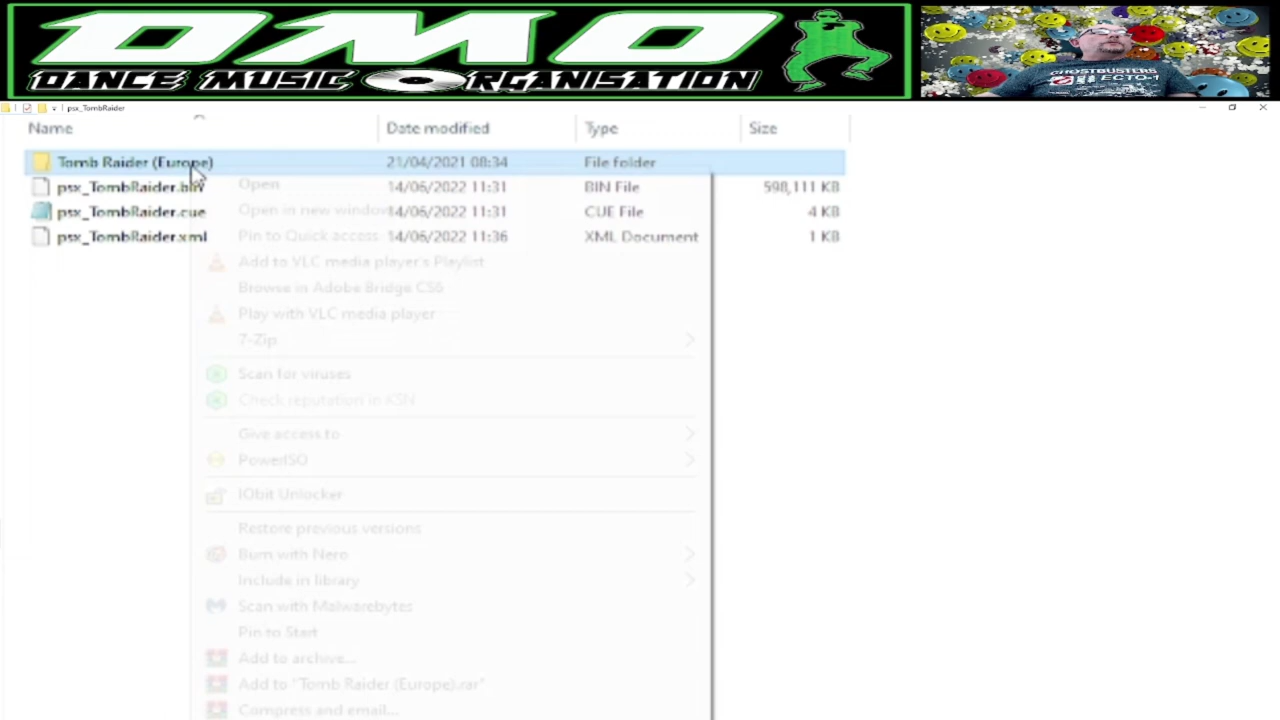 DMO
DANCE MUSIC ORGANISATION
GHOSTBUSTERS
ECTO-1
psx_TombRaider
Name Date modified Type Size
Tomb Raider (Europe) 21/04/2021 08:34 File folder
psx_TombRaider.bin 14/06/2022 11:31 BIN File 598,111 KB
psx_TombRaider.cue 14/06/2022 11:31 CUE File 4 KB
psx_TombRaider.xml 14/06/2022 11:36 XML Document 1 KB
Open
Open in new window
Pin to Quick access
Add to VLC media player's Playlist
Browse in Adobe Bridge CS6
Play with VLC media player
7-Zip
Scan for viruses
Check reputation in KSN
Give access to
PowerISO
IObit Unlocker
Restore previous versions
Burn with Nero
Include in library
Scan with Malwarebytes
Pin to Start
Add to archive...
Add to "Tomb Raider (Europe).rar"
Compress and email...